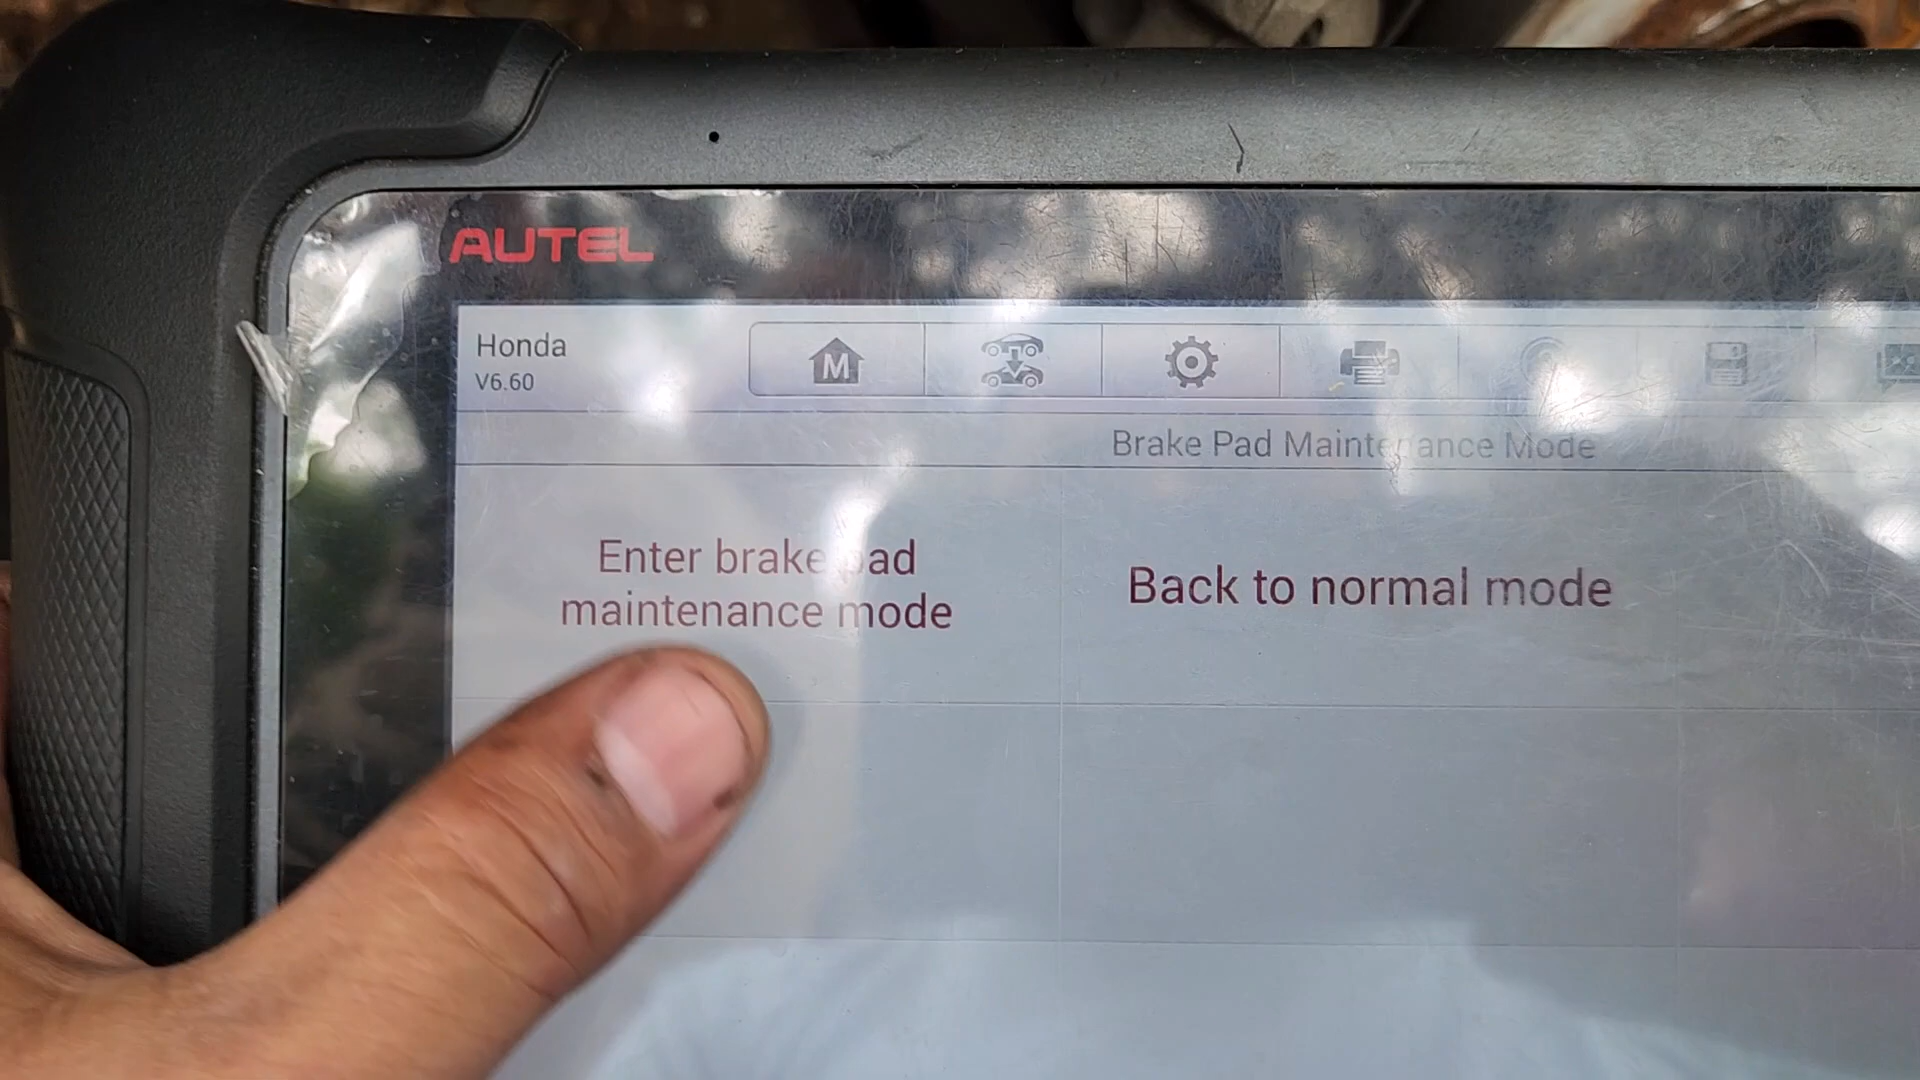 AUTEL
Honda
V6.60
M
Brake Pad Maintenance Mode
Enter brake pad
maintenance mode
Back to normal mode